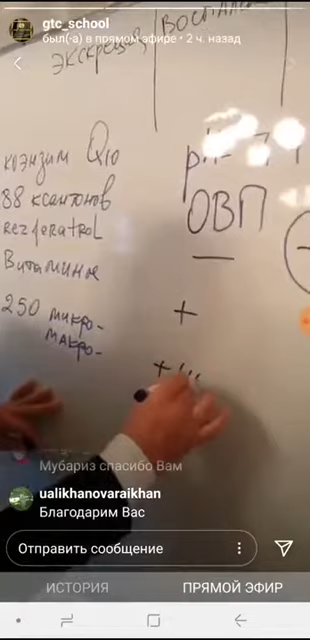 gtc_school
был(-а) в прямом эфире • 2 ч. назад
экскреция
коэнзим Q10
88 ксантонов
Витамины
ОВП
—
250 микро-
макро-
+
+
Мубариз спасибо Вам
ualikhanovaraikhan
Благодарим Вас
Отправить сообщение
ИСТОРИЯ
ПРЯМОЙ ЭФИР